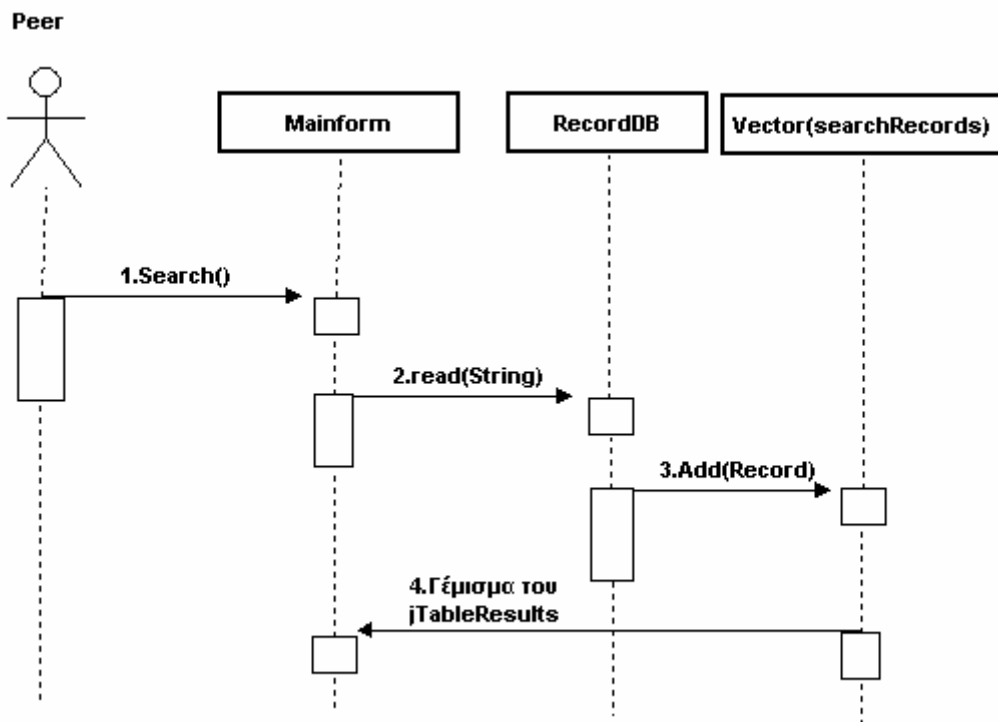 Peer
Mainform
RecordDB
Vector(searchRecords)
1.Search()
2.read(String)
3.Add(Record)
4.Γέμισμα του
jTableResults